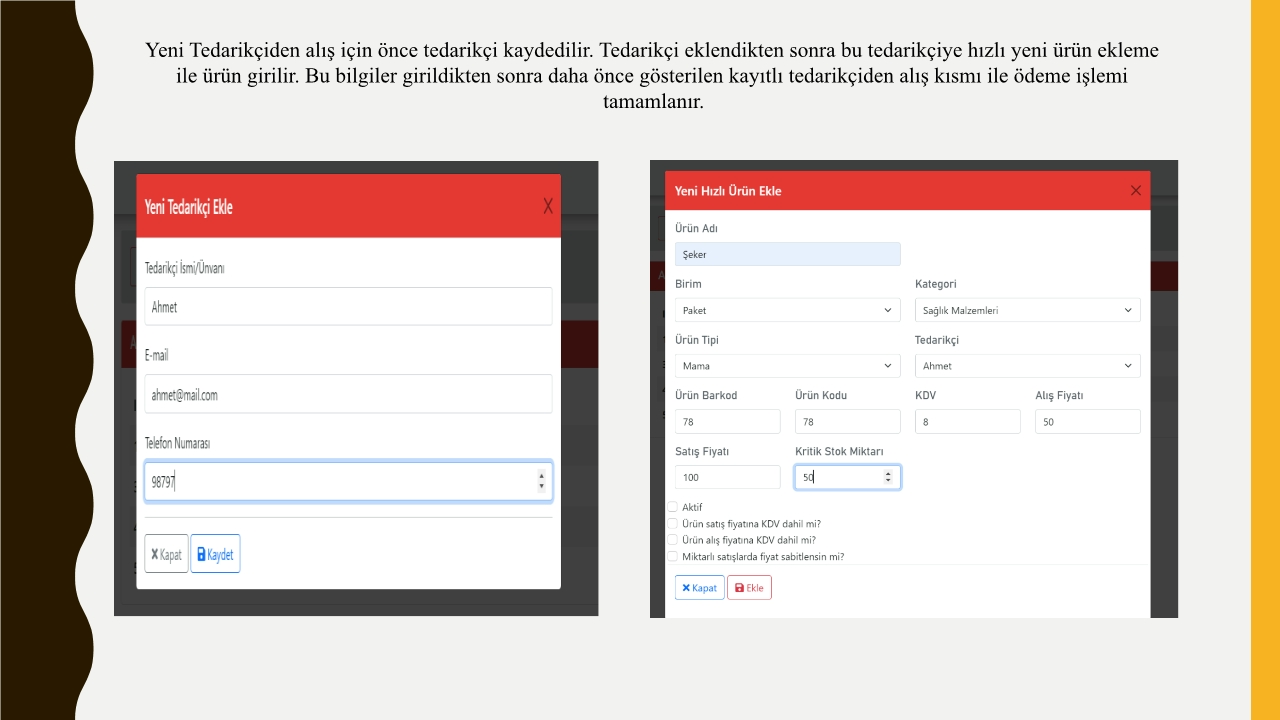 Yeni Tedarikçiden alış için önce tedarikçi kaydedilir. Tedarikçi eklendikten sonra bu tedarikçiye hızlı yeni ürün ekleme
ile ürün girilir. Bu bilgiler girildikten sonra daha önce gösterilen kayıtlı tedarikçiden alış kısmı ile ödeme işlemi
tamamlanır.
Yeni Tedarikçi Ekle
Tedarikçi İsmi/Ünvanı
Ahmet
E-mail
ahmet@mail.com
Telefon Numarası
98797
Kapat Kaydet
Yeni Hızlı Ürün Ekle
Ürün Adı
Şeker
Birim Kategori
Paket Sağlık Malzemleri
Ürün Tipi Tedarikçi
Mama Ahmet
Ürün Barkod Ürün Kodu KDV Alış Fiyatı
78 78 8 50
Satış Fiyatı Kritik Stok Miktarı
100 50
Aktif
Ürün satış fiyatına KDV dahil mi?
Ürün alış fiyatına KDV dahil mi?
Miktarlı satışlarda fiyat sabitlensin mi?
Kapat Ekle